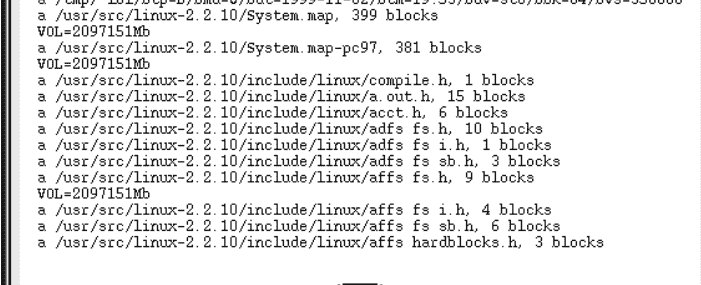 a /usr/src/linux-2.2.10/System.map, 399 blocks
VOL=2097151Mb
a /usr/src/linux-2.2.10/System.map-pc97, 381 blocks
VOL=2097151Mb
a /usr/src/linux-2.2.10/include/linux/compile.h, 1 blocks
a /usr/src/linux-2.2.10/include/linux/a.out.h, 15 blocks
a /usr/src/linux-2.2.10/include/linux/acct.h, 6 blocks
a /usr/src/linux-2.2.10/include/linux/adfs fs.h, 10 blocks
a /usr/src/linux-2.2.10/include/linux/adfs fs i.h, 1 blocks
a /usr/src/linux-2.2.10/include/linux/adfs fs sb.h, 3 blocks
a /usr/src/linux-2.2.10/include/linux/affs fs.h, 9 blocks
VOL=2097151Mb
a /usr/src/linux-2.2.10/include/linux/affs fs i.h, 4 blocks
a /usr/src/linux-2.2.10/include/linux/affs fs sb.h, 6 blocks
a /usr/src/linux-2.2.10/include/linux/affs hardblocks.h, 3 blocks